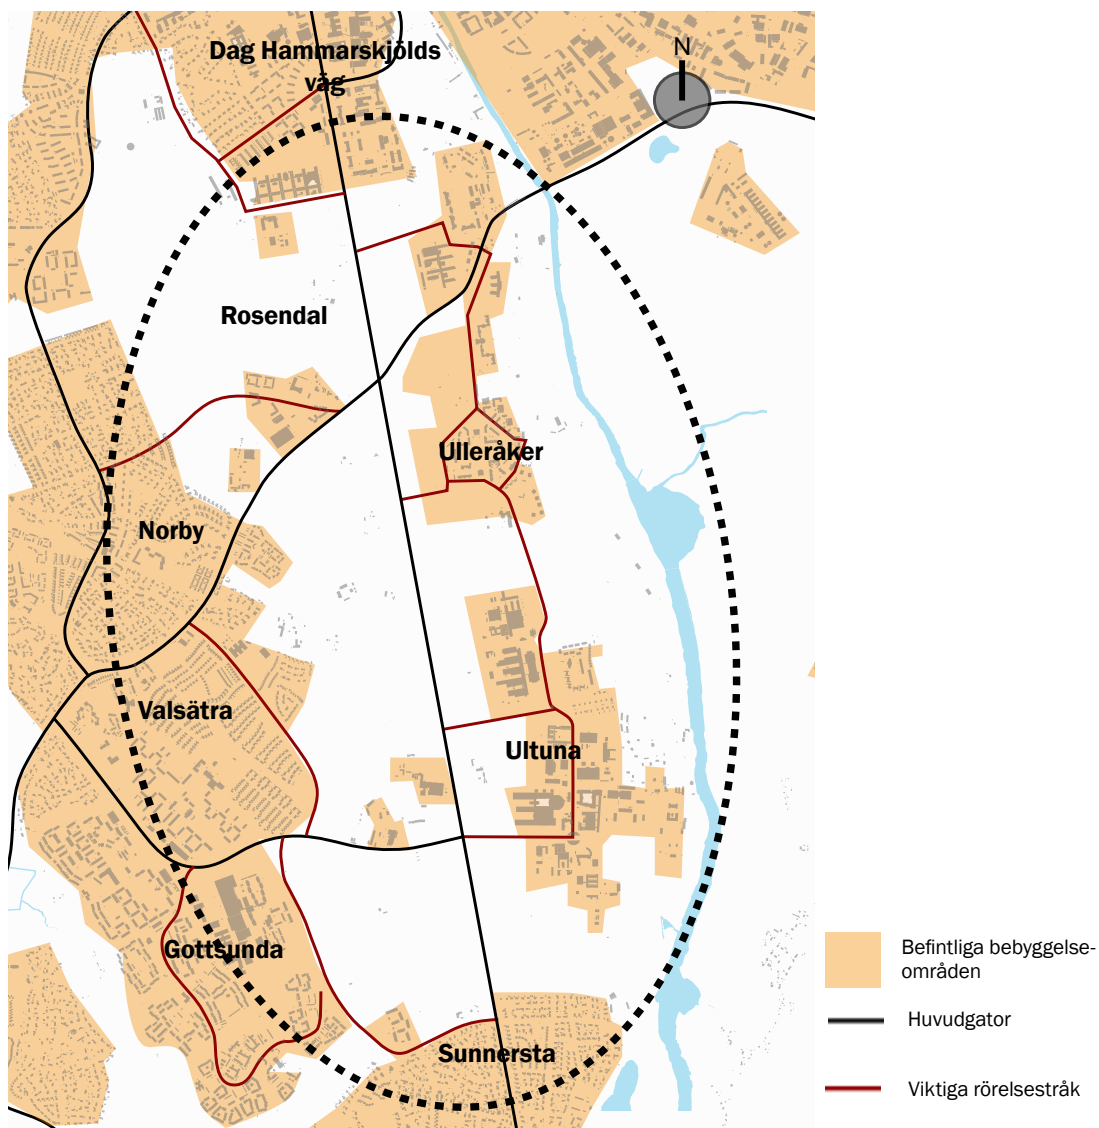 Dag Hammarskjölds
väg
N
Rosendal
Ulleråker
Norby
Valsätra
Ultuna
Gottsunda
Sunnersta
Befintliga bebyggelse-
områden
Huvudgator
Viktiga rörelsestråk